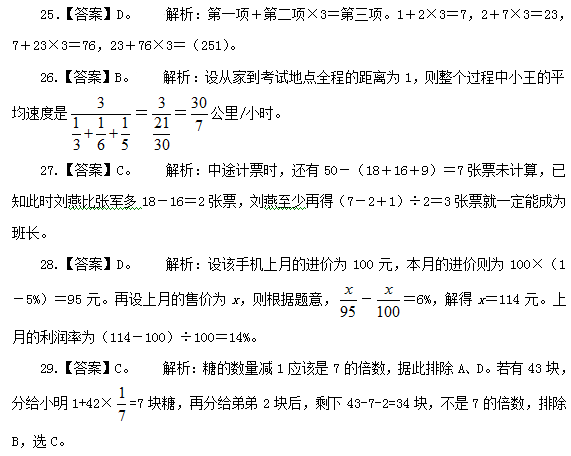 25.【答案】D。 解析：第一项＋第二项×3＝第三项。1＋2×3＝7，2＋7×3＝23，
7＋23×3＝76，23＋76×3＝（251）。
26.【答案】B。 解析：设从家到考试地点全程的距离为 1，则整个过程中小王的平
均速度是 3/(1/3+1/6+1/5)＝3/(21/30)＝30/7 公里/小时。
27.【答案】C。 解析：中途计票时，还有 50－（18＋16＋9）＝7 张票未计算，已
知此时刘燕比张军多 18－16＝2 张票，刘燕至少再得（7－2＋1）÷2＝3 张票就一定能成为
班长。
28.【答案】D。 解析：设该手机上月的进价为 100 元，本月的进价则为 100×（1
－5%）＝95 元。再设上月的售价为 x，则根据题意，x/95－x/100＝6%，解得 x＝114 元。上
月的利润率为（114－100）÷100＝14%。
29.【答案】C。 解析：糖的数量减 1 应该是 7 的倍数，据此排除 A、D。若有 43 块，
分给小明 1+42×1/7=7 块糖，再分给弟弟 2 块后，剩下 43-7-2=34 块，不是 7 的倍数，排除
B，选 C。